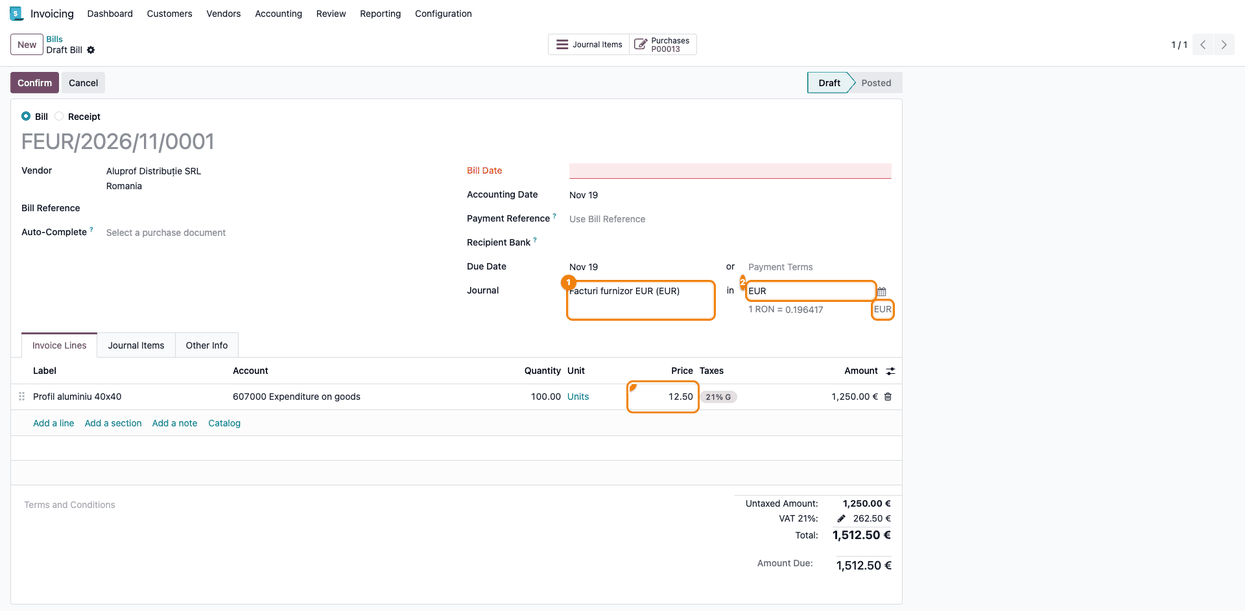 Invoicing Dashboard Customers Vendors Accounting Review Reporting Configuration
New Bills
Draft Bill
Journal Items Purchases P00013
1 / 1
Confirm Cancel
Draft Posted
Bill Receipt
FEUR/2026/11/0001
Vendor Aluprof Distribuție SRL
Romania
Bill Reference
Auto-Complete ? Select a purchase document
Bill Date
Accounting Date Nov 19
Payment Reference ? Use Bill Reference
Recipient Bank ?
Due Date Nov 19 or Payment Terms
1 2
Journal Facturi furnizor EUR (EUR) in EUR
1 RON = 0.196417 EUR
Invoice Lines Journal Items Other Info
Label Account Quantity Unit Price Taxes Amount
Profil aluminiu 40x40 607000 Expenditure on goods 100.00 Units 12.50 21% G 1,250.00 €
Add a line Add a section Add a note Catalog
Terms and Conditions
Untaxed Amount: 1,250.00 €
VAT 21%: 262.50 €
Total: 1,512.50 €
Amount Due: 1,512.50 €